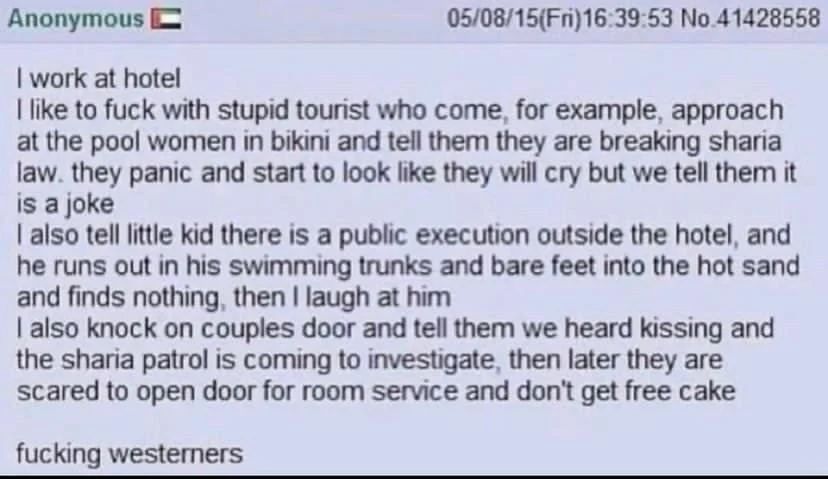 Anonymous 05/08/15(Fri)16:39:53 No.41428558
I work at hotel
I like to fuck with stupid tourist who come, for example, approach
at the pool women in bikini and tell them they are breaking sharia
law. they panic and start to look like they will cry but we tell them it
is a joke
I also tell little kid there is a public execution outside the hotel, and
he runs out in his swimming trunks and bare feet into the hot sand
and finds nothing, then I laugh at him
I also knock on couples door and tell them we heard kissing and
the sharia patrol is coming to investigate, then later they are
scared to open door for room service and don't get free cake
fucking westerners